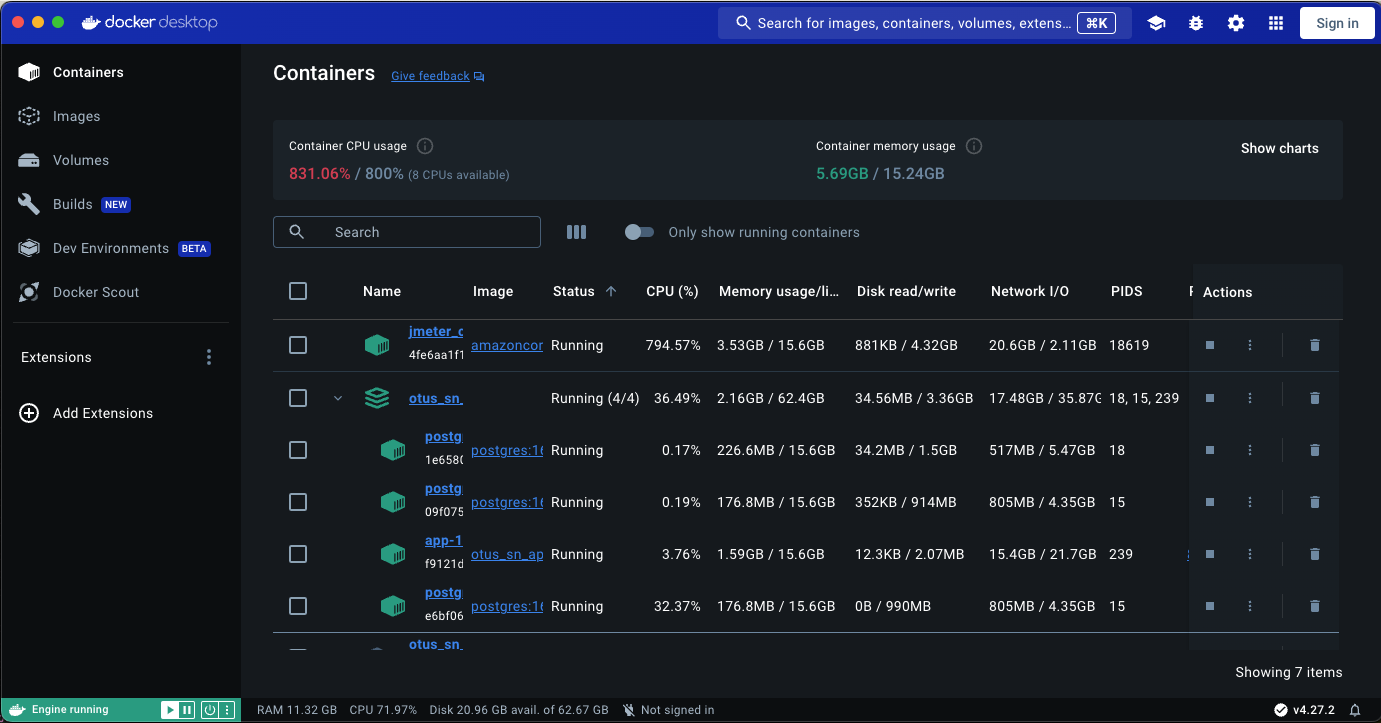 docker desktop
Search for images, containers, volumes, extens... ⌘K
Sign in
Containers
Images
Volumes
Builds NEW
Dev Environments BETA
Docker Scout
Extensions
Add Extensions
Containers Give feedback
Container CPU usage
831.06% / 800% (8 CPUs available)
Container memory usage
5.69GB / 15.24GB
Show charts
Search
Only show running containers
Name Image Status CPU (%) Memory usage/li... Disk read/write Network I/O PIDS Actions
jmeter_c
4fe6aa1f1 amazoncor Running 794.57% 3.53GB / 15.6GB 881KB / 4.32GB 20.6GB / 2.11GB 18619
otus_sn_ Running (4/4) 36.49% 2.16GB / 62.4GB 34.56MB / 3.36GB 17.48GB / 35.87G 18, 15, 239
postg
1e6580 postgres:16 Running 0.17% 226.6MB / 15.6GB 34.2MB / 1.5GB 517MB / 5.47GB 18
postg
09f075 postgres:16 Running 0.19% 176.8MB / 15.6GB 352KB / 914MB 805MB / 4.35GB 15
app-1
f9121d otus_sn_ap Running 3.76% 1.59GB / 15.6GB 12.3KB / 2.07MB 15.4GB / 21.7GB 239
postg
e6bf06 postgres:16 Running 32.37% 176.8MB / 15.6GB 0B / 990MB 805MB / 4.35GB 15
otus_sn_
Showing 7 items
Engine running
RAM 11.32 GB CPU 71.97% Disk 20.96 GB avail. of 62.67 GB Not signed in
v4.27.2